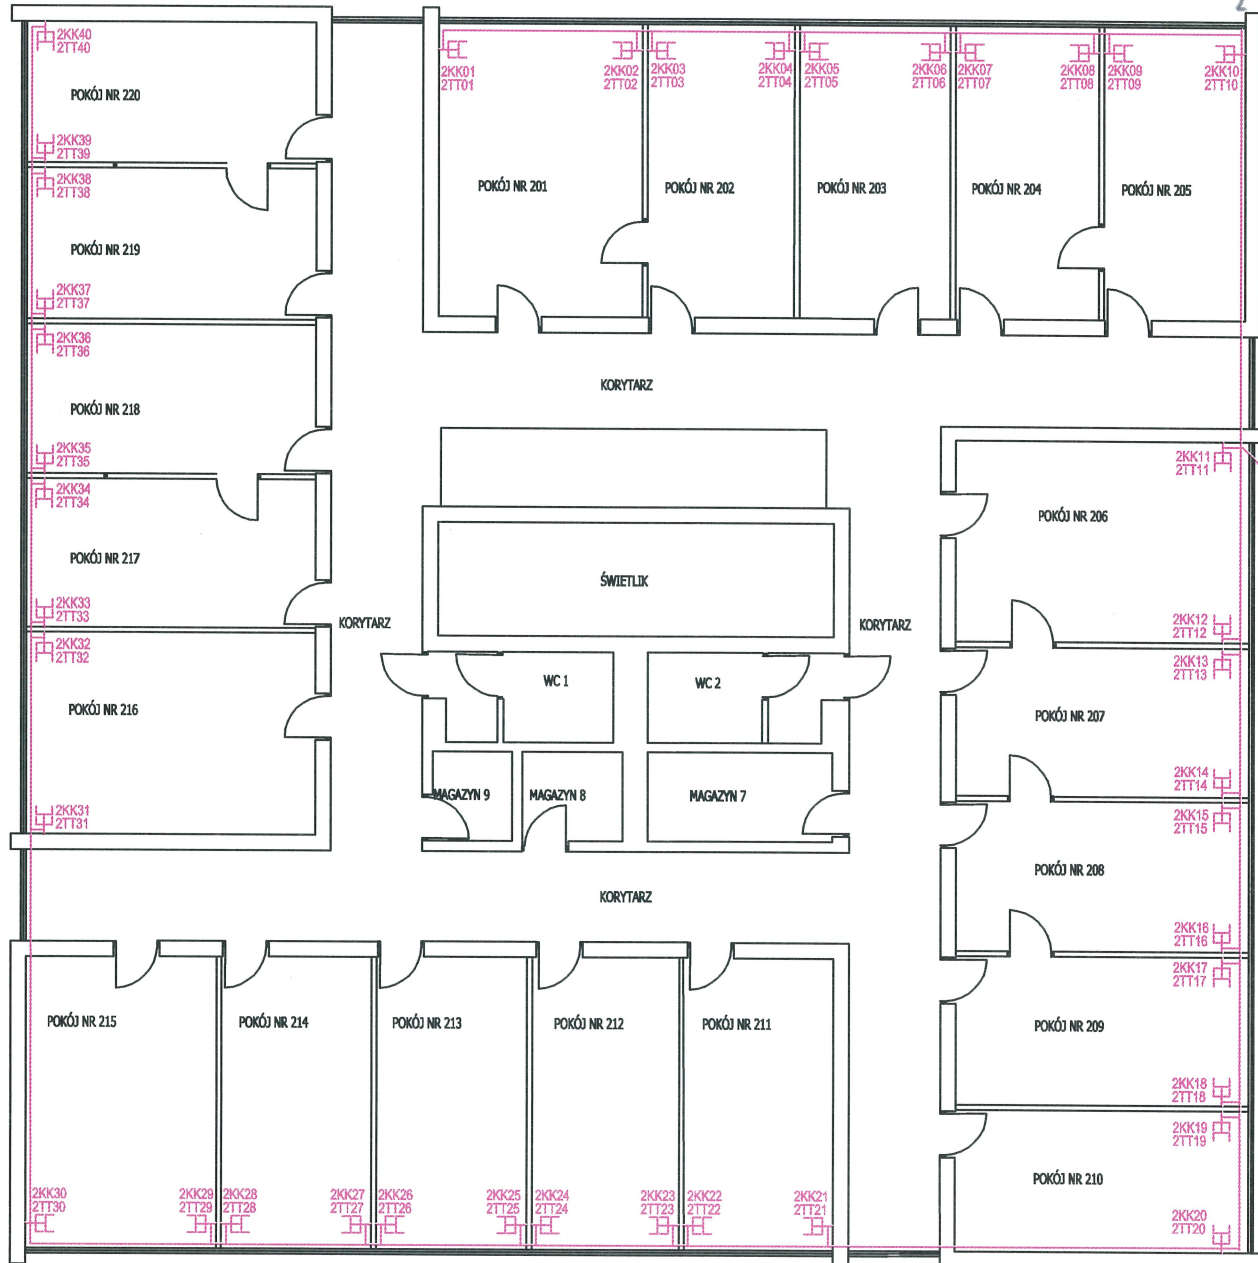 2KK40
2TT40
POKÓJ NR 220
2KK39
2TT39
2KK38
2TT38
POKÓJ NR 219
2KK37
2TT37
2KK36
2TT36
POKÓJ NR 218
2KK35
2TT35
2KK34
2TT34
POKÓJ NR 217
2KK33
2TT33
2KK32
2TT32
POKÓJ NR 216
2KK31
2TT31
2KK01
2TT01
2KK02
2TT02
POKÓJ NR 201
2KK03
2TT03
2KK04
2TT04
POKÓJ NR 202
2KK05
2TT05
2KK06
2TT06
POKÓJ NR 203
2KK07
2TT07
2KK08
2TT08
POKÓJ NR 204
2KK09
2TT09
2KK10
2TT10
POKÓJ NR 205
KORYTARZ
ŚWIETLIK
KORYTARZ
KORYTARZ
WC 1
WC 2
MAGAZYN 9
MAGAZYN 8
MAGAZYN 7
KORYTARZ
2KK11
2TT11
POKÓJ NR 206
2KK12
2TT12
2KK13
2TT13
POKÓJ NR 207
2KK14
2TT14
2KK15
2TT15
POKÓJ NR 208
2KK16
2TT16
2KK17
2TT17
POKÓJ NR 209
2KK18
2TT18
2KK19
2TT19
POKÓJ NR 210
2KK20
2TT20
POKÓJ NR 215
2KK30
2TT30
2KK29
2TT29
POKÓJ NR 214
2KK28
2TT28
2KK27
2TT27
POKÓJ NR 213
2KK26
2TT26
2KK25
2TT25
POKÓJ NR 212
2KK24
2TT24
2KK23
2TT23
POKÓJ NR 211
2KK22
2TT22
2KK21
2TT21